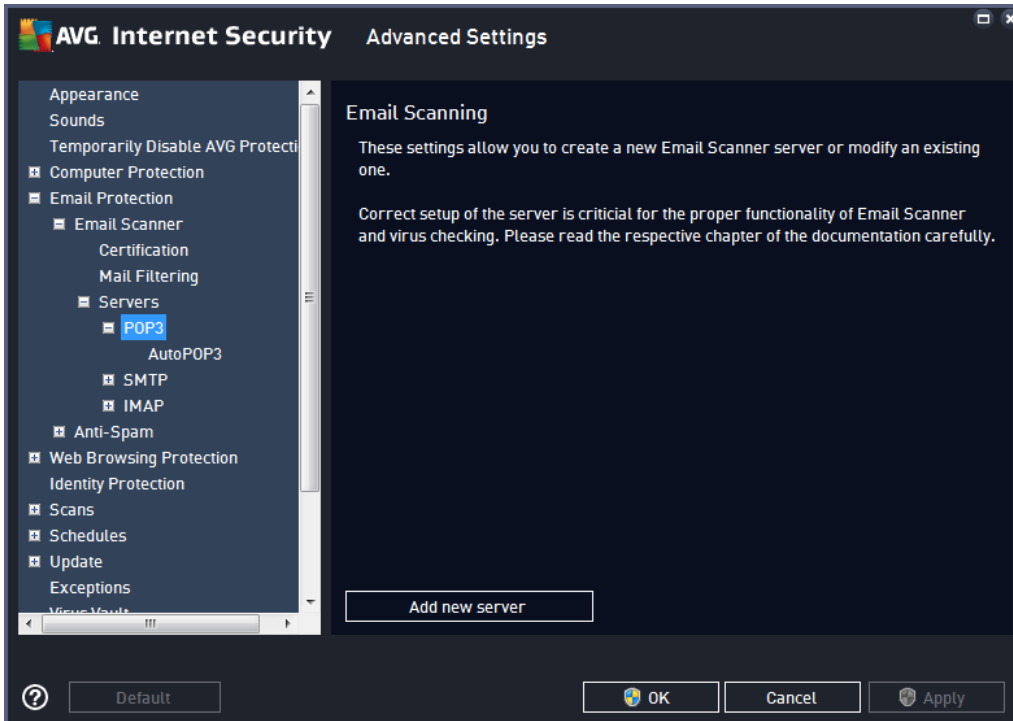 AVG. Internet Security Advanced Settings
Appearance
Sounds
Temporarily Disable AVG Protecti
Computer Protection
Email Protection
Email Scanner
Certification
Mail Filtering
Servers
POP3
AutoPOP3
SMTP
IMAP
Anti-Spam
Web Browsing Protection
Identity Protection
Scans
Schedules
Update
Exceptions
Virus Vault
Email Scanning
These settings allow you to create a new Email Scanner server or modify an existing
one.
Correct setup of the server is criticial for the proper functionality of Email Scanner
and virus checking. Please read the respective chapter of the documentation carefully.
Add new server
?
Default
OK
Cancel
Apply